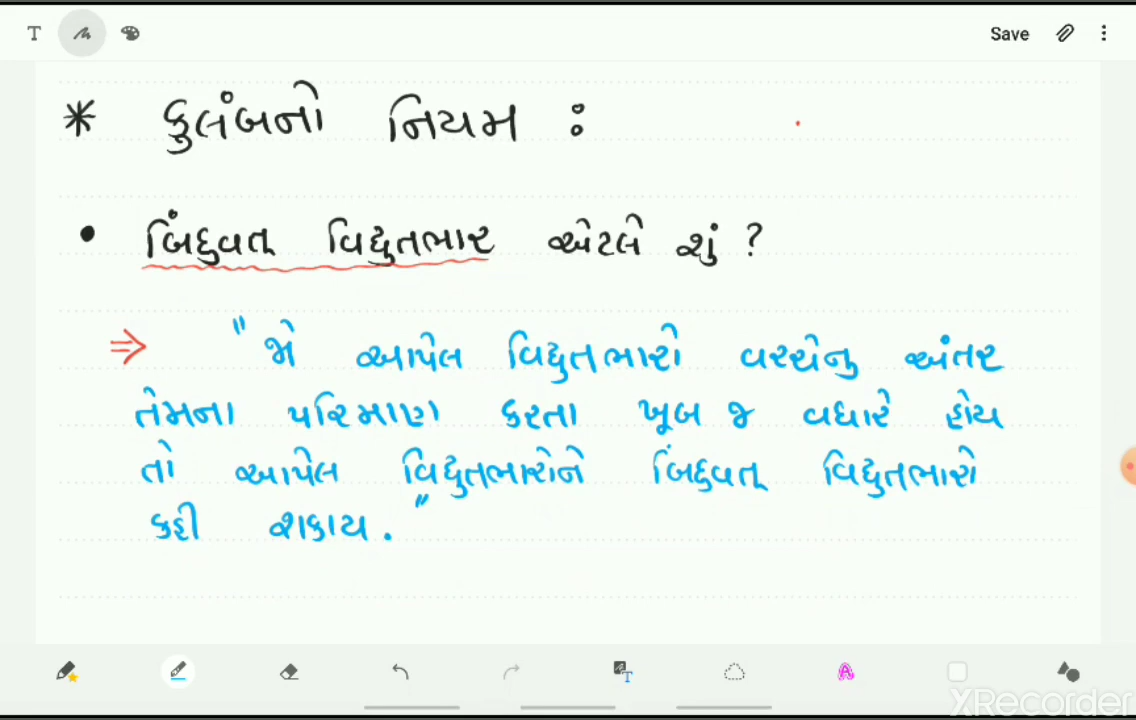 T
Save
* કુલંબનો નિયમ :
• બિંદુવત્ વિદ્યુતભાર એટલે શું ?
⇒ " જો આપેલ વિદ્યુતભારો વચ્ચેનુ અંતર
તેમના પરિમાણ કરતા ખૂબ જ વધારે હોય
તો આપેલ વિદ્યુતભારોને બિંદુવત્ વિદ્યુતભારો
કહી શકાય . "
XRecorder